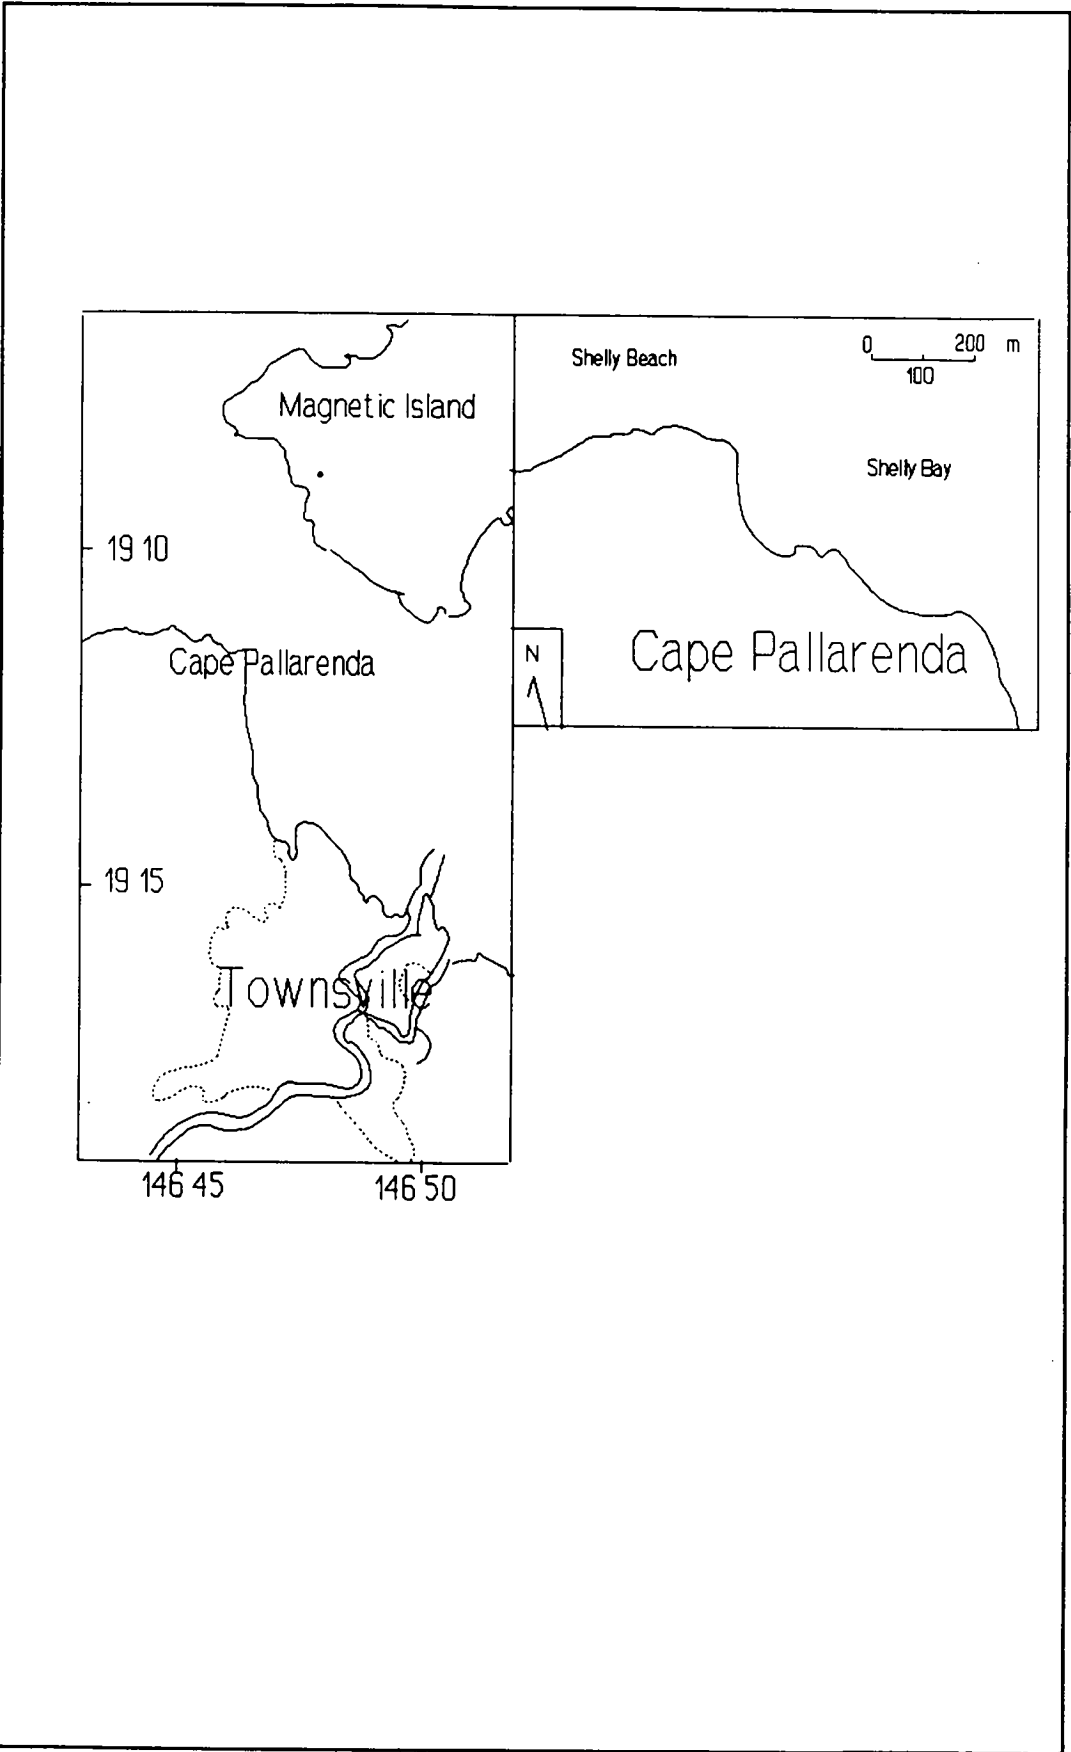 Magnetic Island
19 10
Cape Pallarenda
19 15
Townsville
146 45
146 50
Shelly Beach
0 200 m
100
Shelly Bay
N
Cape Pallarenda